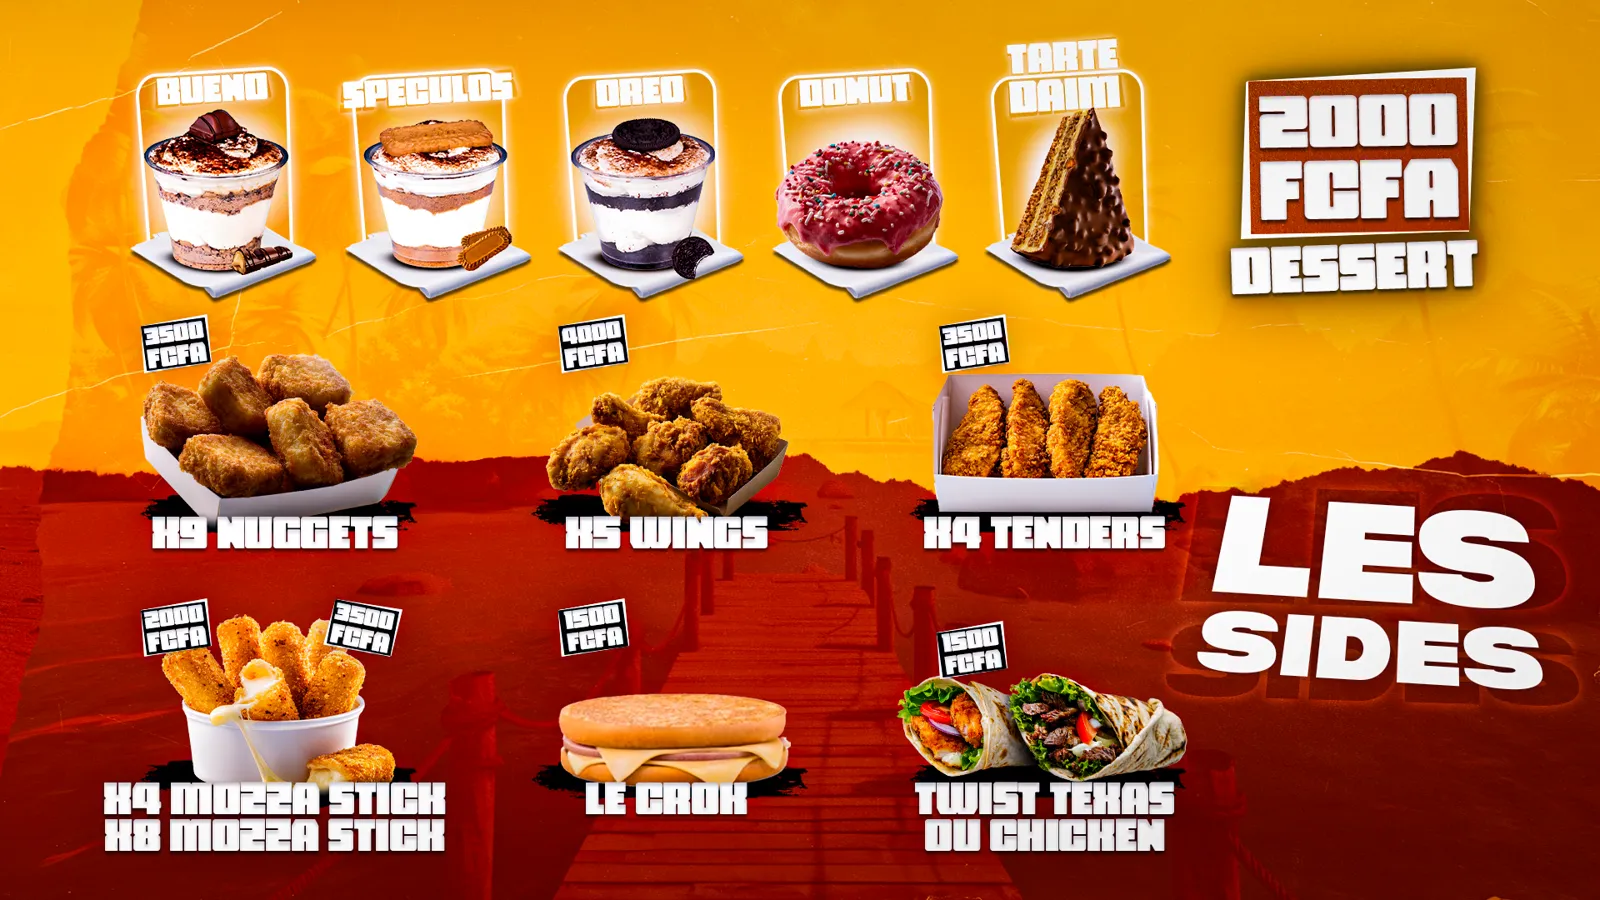 BUENO
SPECULOS
OREO
DONUT
TARTE
DAIM
2000
FCFA
DESSERT
3500
FCFA
X9 NUGGETS
4000
FCFA
X5 WINGS
3500
FCFA
X4 TENDERS
LES
SIDES
2000
FCFA
3500
FCFA
X4 MOZZA STICK
X8 MOZZA STICK
1500
FCFA
LE CROK
1500
FCFA
TWIST TEXAS
OU CHICKEN